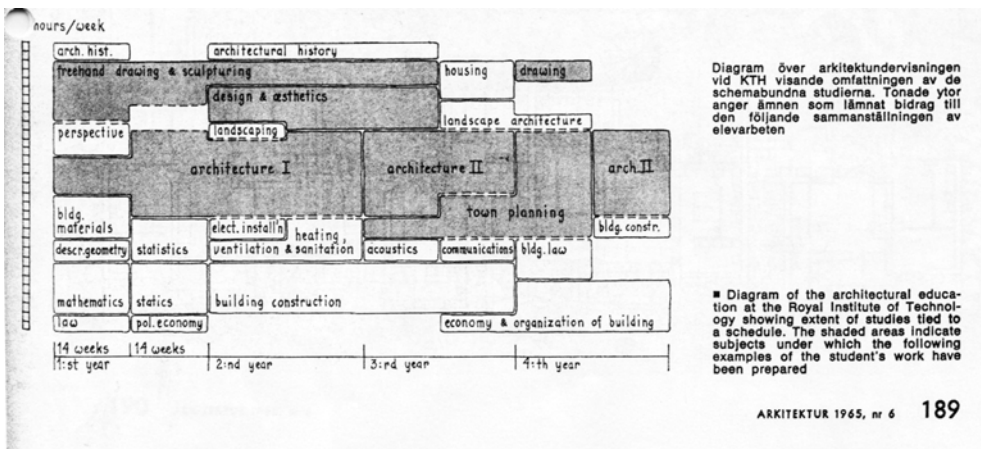 hours/week
arch. hist.
architectural history
freehand drawing & sculpturing
housing
drawing
design & æsthetics
perspective
landscaping
landscape architecture
architecture I
architecture II
arch. II
town planning
bldg.
materials
elect. install'n
heating,
bldg. constr.
descr. geometry
statistics
ventilation & sanitation
acoustics
communications
bldg. law
mathematics
statics
building construction
law
pol. economy
economy & organization of building
14 weeks
14 weeks
1:st year
2:nd year
3:rd year
4:th year
Diagram över arkitektundervisningen
vid KTH visande omfattningen av de
schemabundna studierna. Tonade ytor
anger ämnen som lämnat bidrag till
den följande sammanställningen av
elevarbeten
■ Diagram of the architectural educa-
tion at the Royal Institute of Technol-
ogy showing extent of studies tied to
a schedule. The shaded areas indicate
subjects under which the following
examples of the student's work have
been prepared
ARKITEKTUR 1965, nr 6 189